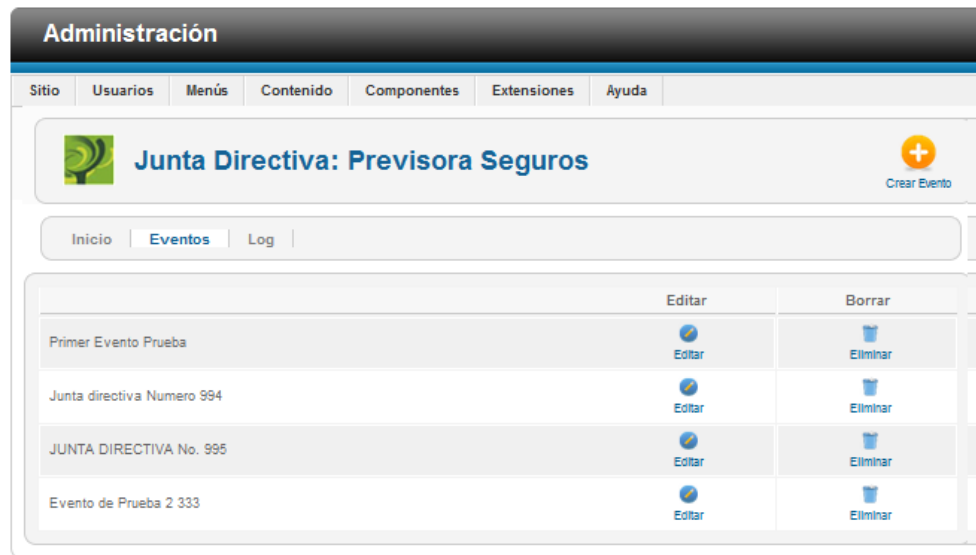 Administración
Sitio Usuarios Menús Contenido Componentes Extensiones Ayuda
Junta Directiva: Previsora Seguros
Crear Evento
Inicio Eventos Log
Editar Borrar
Primer Evento Prueba Editar Eliminar
Junta directiva Numero 994 Editar Eliminar
JUNTA DIRECTIVA No. 995 Editar Eliminar
Evento de Prueba 2 333 Editar Eliminar